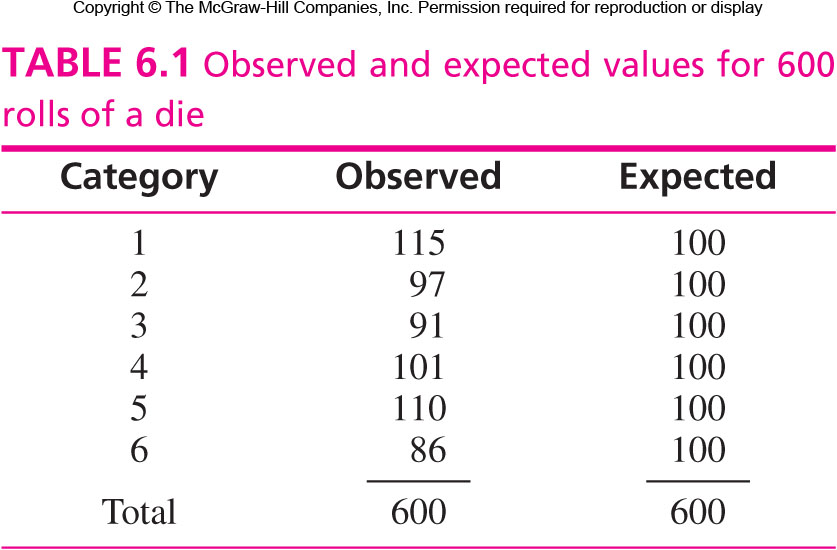 Copyright © The McGraw-Hill Companies, Inc. Permission required for reproduction or display
TABLE 6.1 Observed and expected values for 600
rolls of a die
Category Observed Expected
1 115 100
2 97 100
3 91 100
4 101 100
5 110 100
6 86 100
Total 600 600